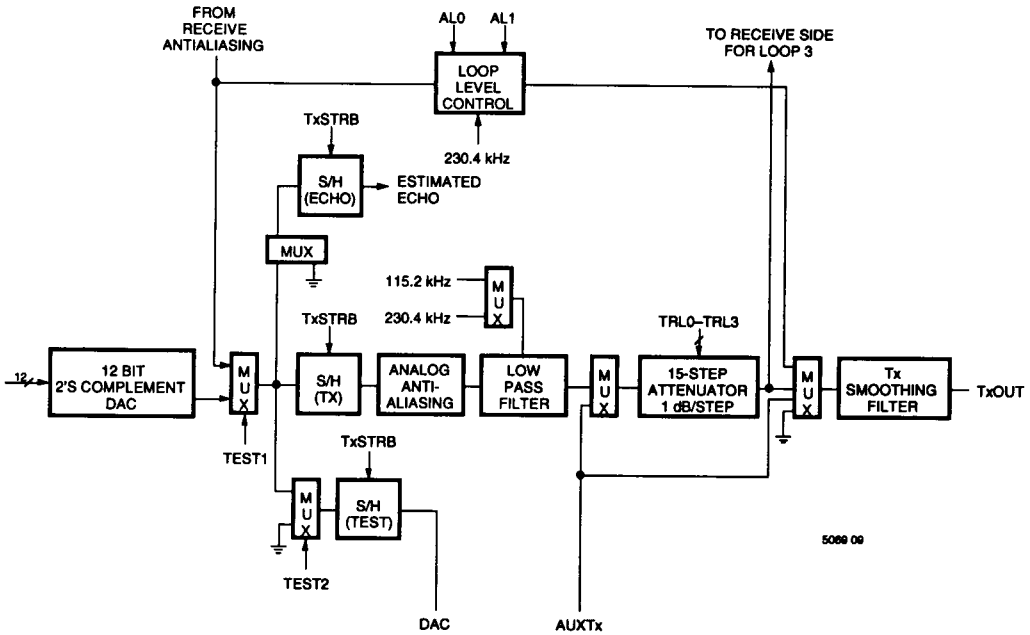 FROM
RECEIVE
ANTIALIASING
AL0
AL1
TO RECEIVE SIDE
FOR LOOP 3
LOOP
LEVEL
CONTROL
230.4 kHz
TxSTRB
S/H
(ECHO)
ESTIMATED
ECHO
MUX
115.2 kHz
230.4 kHz
MUX
TxSTRB
TRL0–TRL3
12
12 BIT
2'S COMPLEMENT
DAC
MUX
TEST1
S/H
(TX)
ANALOG
ANTI-
ALIASING
LOW
PASS
FILTER
MUX
15-STEP
ATTENUATOR
1 dB/STEP
MUX
Tx
SMOOTHING
FILTER
TxOUT
TxSTRB
MUX
S/H
(TEST)
TEST2
DAC
AUXTx
5069 09